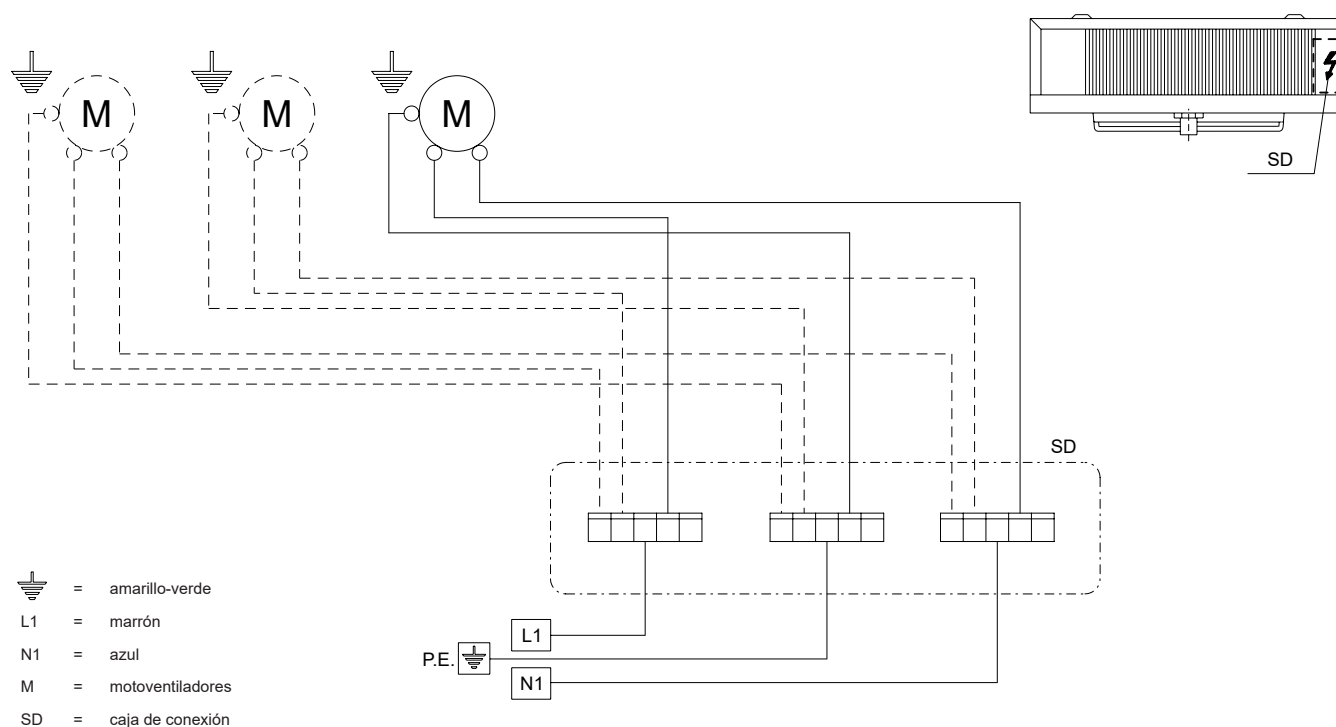 M M M
SD
SD
= amarillo-verde
L1 = marrón
N1 = azul
M = motoventiladores
SD = caja de conexión
L1
P.E.
N1